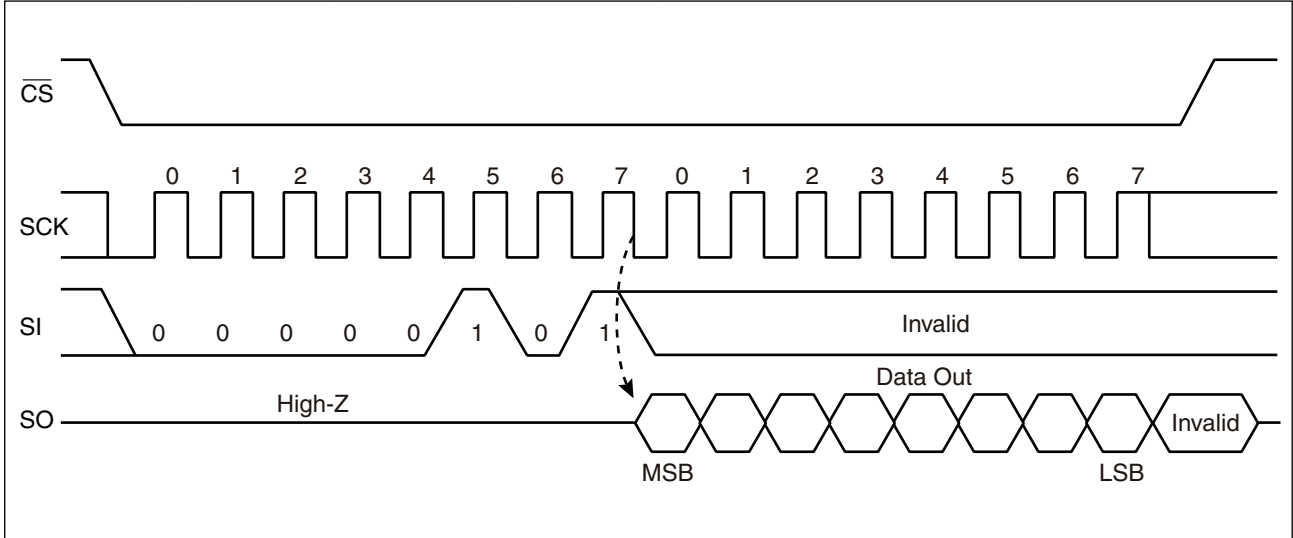 CS
0 1 2 3 4 5 6 7 0 1 2 3 4 5 6 7
SCK
SI 0 0 0 0 0 1 0 1 Invalid
Data Out
High-Z
SO Invalid
MSB LSB